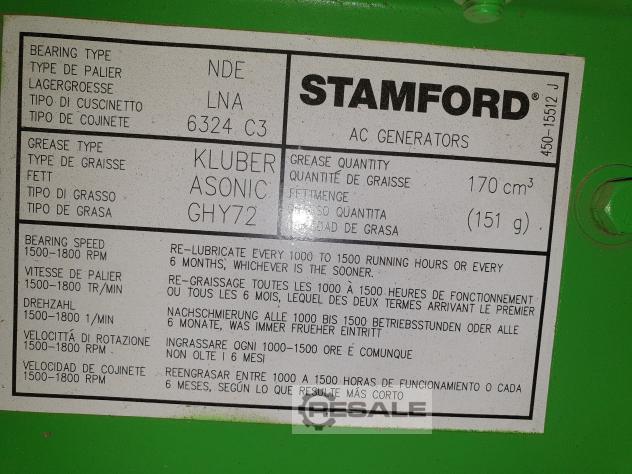 BEARING TYPE
TYPE DE PALIER
LAGERGROESSE
TIPO DI CUSCINETTO
TIPO DE COJINETE
NDE
LNA
6324 C3
STAMFORD®
AC GENERATORS
450-15512 J
GREASE TYPE
TYPE DE GRAISSE
FETT
TIPO DI GRASSO
TIPO DE GRASA
KLUBER
ASONIC
GHY72
GREASE QUANTITY
QUANTITÉ DE GRAISSE
FETTMENGE
QUANTITA
DE GRASA
170 cm³
(151 g)
BEARING SPEED
1500-1800 RPM
RE-LUBRICATE EVERY 1000 TO 1500 RUNNING HOURS OR EVERY
6 MONTHS, WHICHEVER IS THE SOONER.
VITESSE DE PALIER
1500-1800 TR/MIN
RE-GRAISSAGE TOUTES LES 1000 À 1500 HEURES DE FONCTIONNEMENT
OU TOUS LES 6 MOIS, LEQUEL DES DEUX TERMES ARRIVANT LE PREMIER
DREHZAHL
1500-1800 1/MIN
NACHSCHMIERUNG ALLE 1000 BIS 1500 BETRIEBSSTUNDEN ODER ALLE
6 MONATE, WAS IMMER FRUEHER EINTRITT
VELOCITTÁ DI ROTAZIONE
1500-1800 RPM
INGRASSARE OGNI 1000-1500 ORE E COMUNQUE
NON OLTE I 6 MESI
VELOCIDAD DE COJINETE
1500-1800 RPM
REENGRASAR ENTRE 1000 A 1500 HORAS DE FUNCIONAMIENTO O CADA
6 MESES, SEGÚN LO QUE RESULTE MÁS CORTO
RESALE